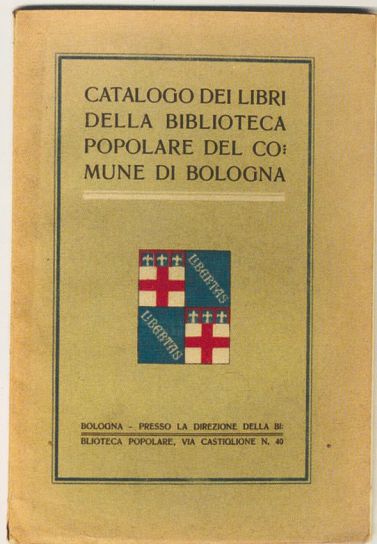 CATALOGO DEI LIBRI
DELLA BIBLIOTECA
POPOLARE DEL CO:
MUNE DI BOLOGNA
LIBERTAS
LIBERTAS
BOLOGNA - PRESSO LA DIREZIONE DELLA BI:
BLIOTECA POPOLARE, VIA CASTIGLIONE N. 40